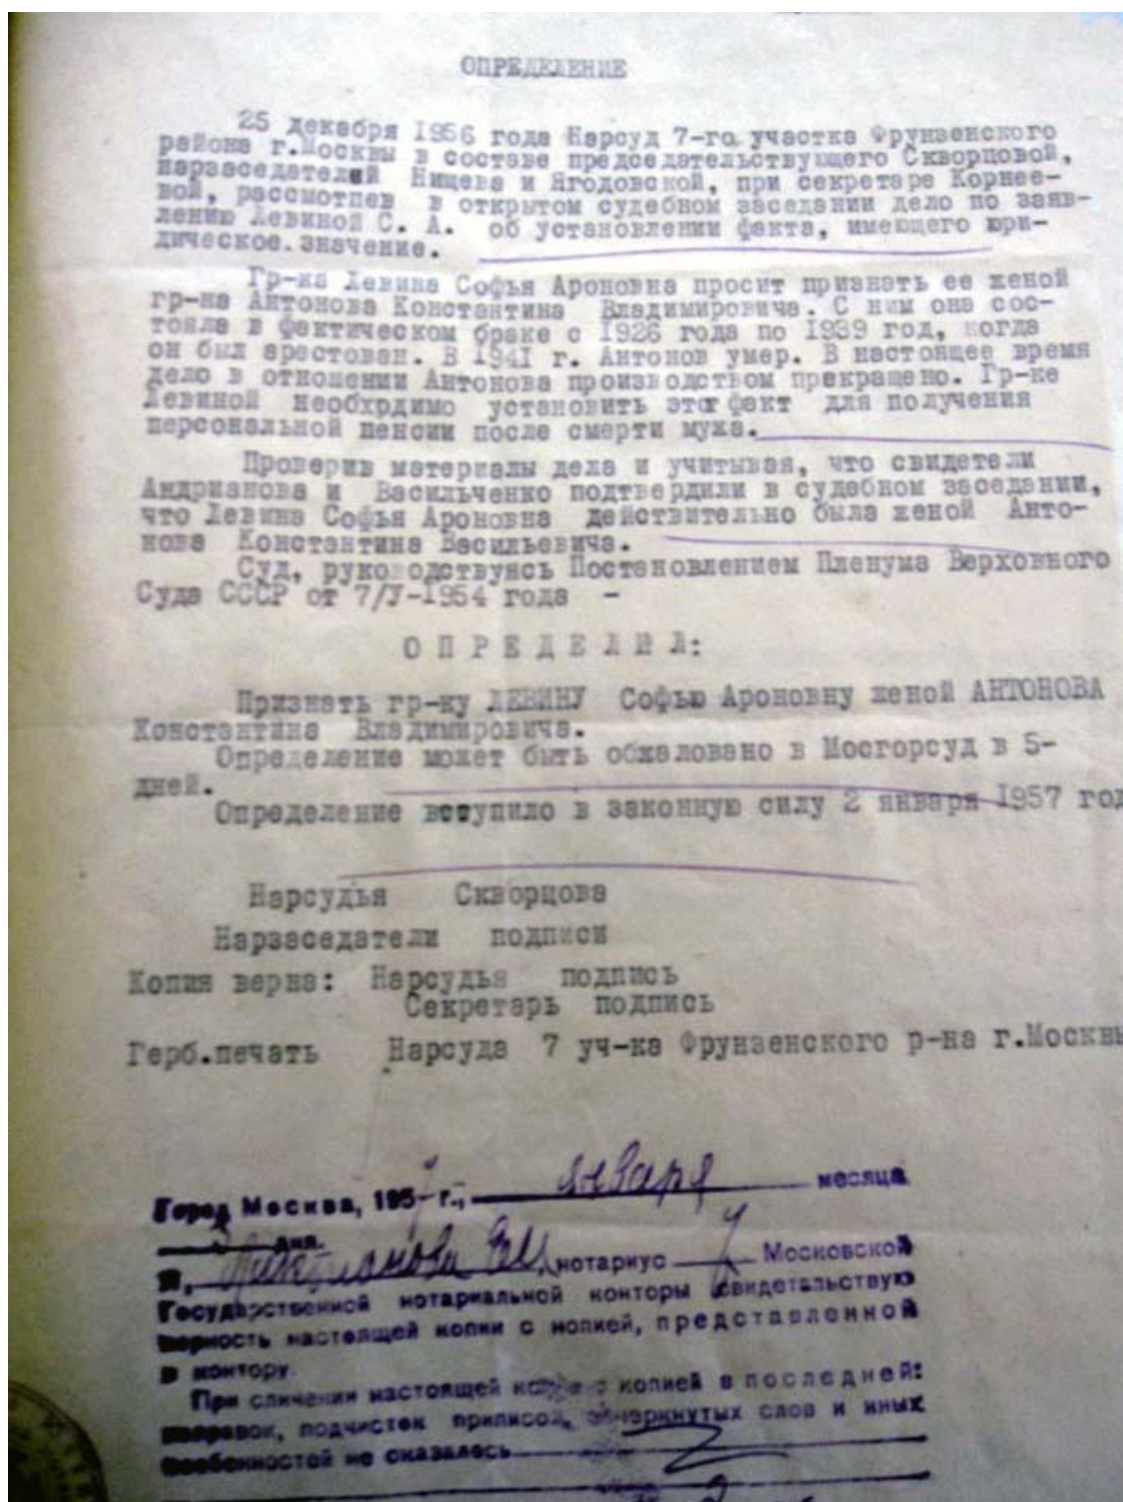 ОПРЕДЕЛЕНИЕ
25 декабря 1956 года Нарсуд 7-го участка Фрунзенского
района г.Москвы в составе председательствующего Скворцовой,
нарзаседателей Нищева и Ягодовской, при секретаре Корнее-
вой, рассмотпев в открытом судебном заседании дело по заяв-
лению Левиной С. А. об установлении факта, имеющего юри-
дическое.значение.
Гр-ка Левина Софья Ароновна просит признать ее женой
гр-на Антонова Константина Владимировича. С ним она сос-
тояла в фактическом браке с 1926 года по 1939 год, когда
он был арестован. В 1941 г. Антонов умер. В настоящее время
дело в отношении Антонова производством прекращено. Гр-ке
Левиной необхрдимо установить этот факт для получения
персональной пенсии после смерти мужа.
Проверив материалы дела и учитывая, что свидетели
Андрианова и Васильченко подтвердили в судебном заседании,
что Левина Софья Ароновна действительно была женой Анто-
нова Константина Васильевича.
Суд, руководствуясь Постановлением Пленума Верховного
Суда СССР от 7/У-1954 года -
О П Р Е Д Е Л И Л:
Признать гр-ку ЛЕВИНУ Софью Ароновну женой АНТОНОВА
Константина Владимировича.
Определение может быть обжаловано в Мосгорсуд в 5-
дней.
Определение вступило в законную силу 2 января 1957 год
Нарсудья Скворцова
Нарзаседатели подписи
Копия верна: Нарсудья подпись
Секретарь подпись
Герб.печать Нарсуда 7 уч-ка Фрунзенского р-на г.Москвы
Город Москва, 1957 г., января месяца
дня.
Я, нотариус Московской
Государственной нотариальной конторы свидетельствую
верность настоящей копии с копией, представленной
в контору.
При сличении настоящей копии с копией в последней:
поправок, подчисток приписок, зачеркнутых слов и иных
особенностей не оказалось